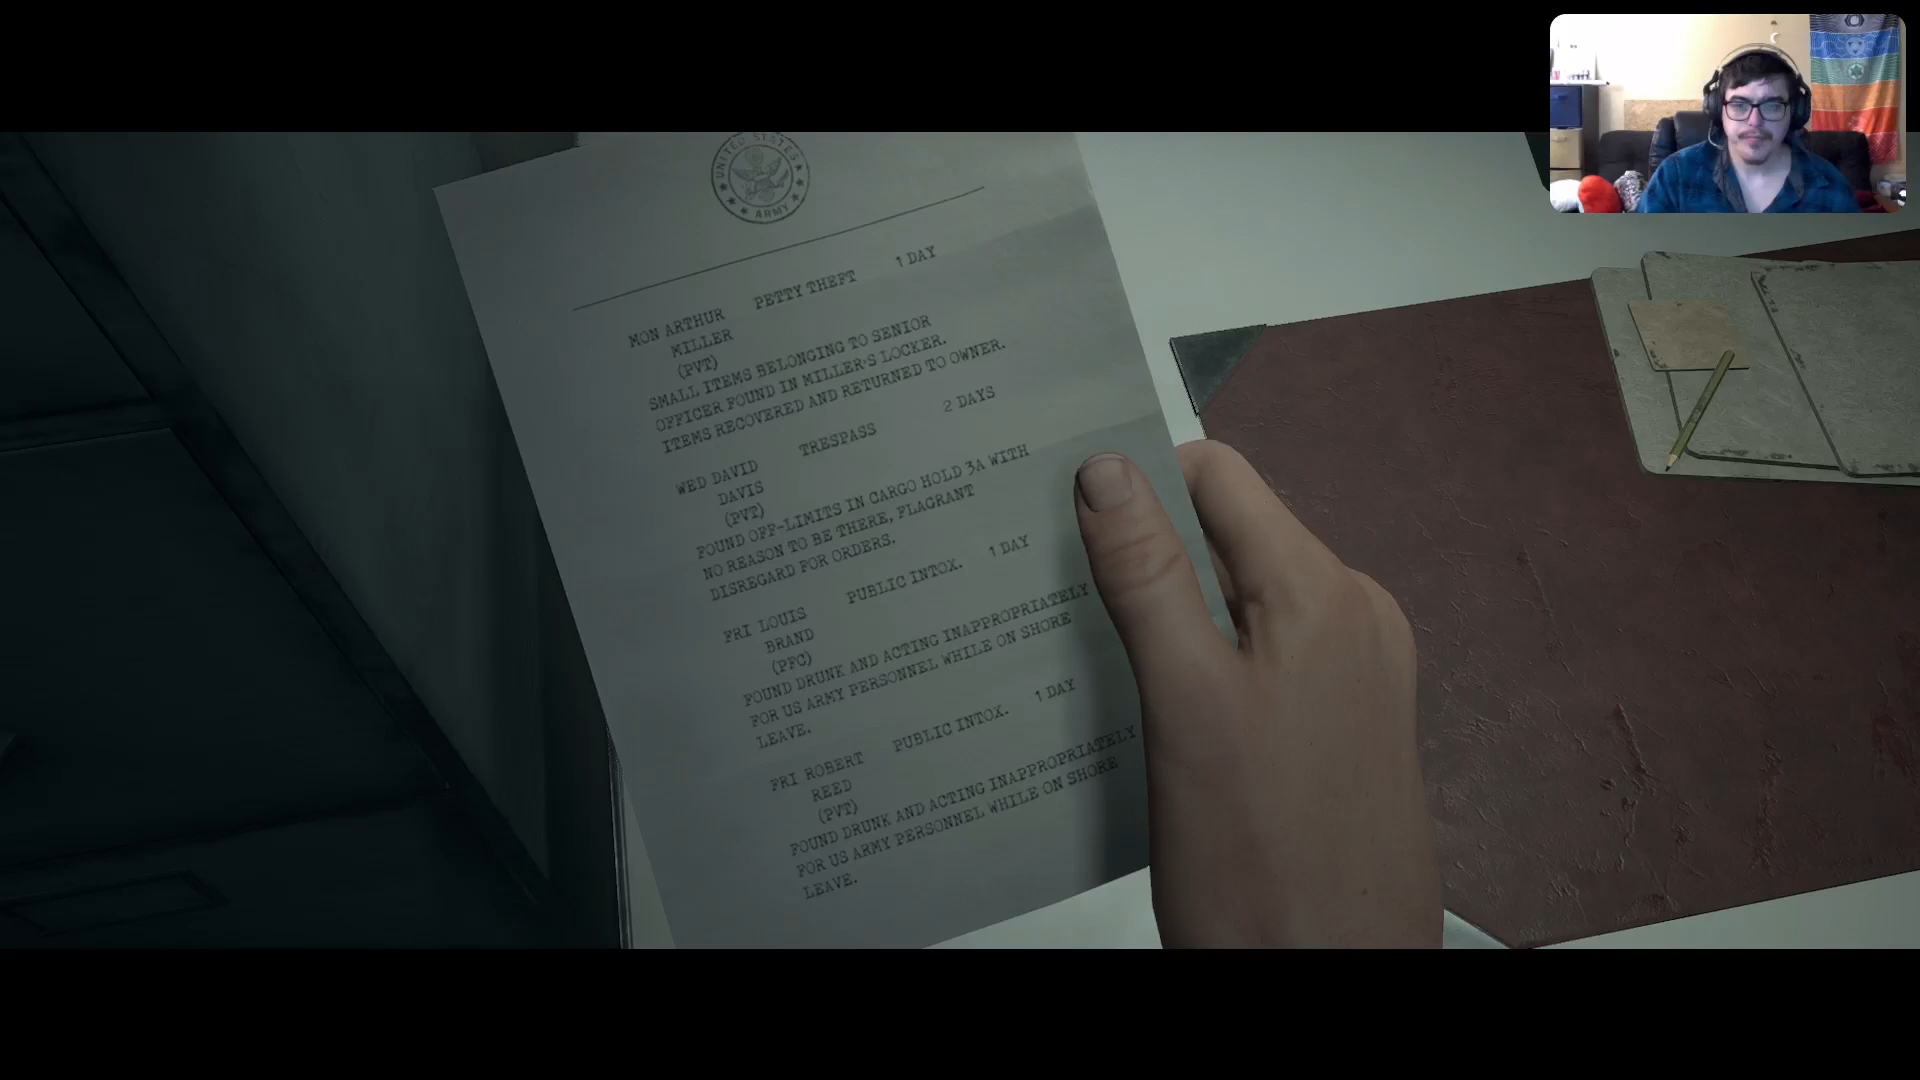 UNITED STATES
ARMY
MON ARTHUR PETTY THEFT 1 DAY
MILLER
(PVT)
SMALL ITEMS BELONGING TO SENIOR
OFFICER FOUND IN MILLER'S LOCKER.
ITEMS RECOVERED AND RETURNED TO OWNER.
WED DAVID TRESPASS 2 DAYS
DAVIS
(PVT)
FOUND OFF-LIMITS IN CARGO HOLD 3A WITH
NO REASON TO BE THERE, FLAGRANT
DISREGARD FOR ORDERS.
FRI LOUIS PUBLIC INTOX. 1 DAY
BRAND
(PFC)
FOUND DRUNK AND ACTING INAPPROPRIATELY
FOR US ARMY PERSONNEL WHILE ON SHORE
LEAVE.
FRI ROBERT PUBLIC INTOX. 1 DAY
REED
(PVT)
FOUND DRUNK AND ACTING INAPPROPRIATELY
FOR US ARMY PERSONNEL WHILE ON SHORE
LEAVE.